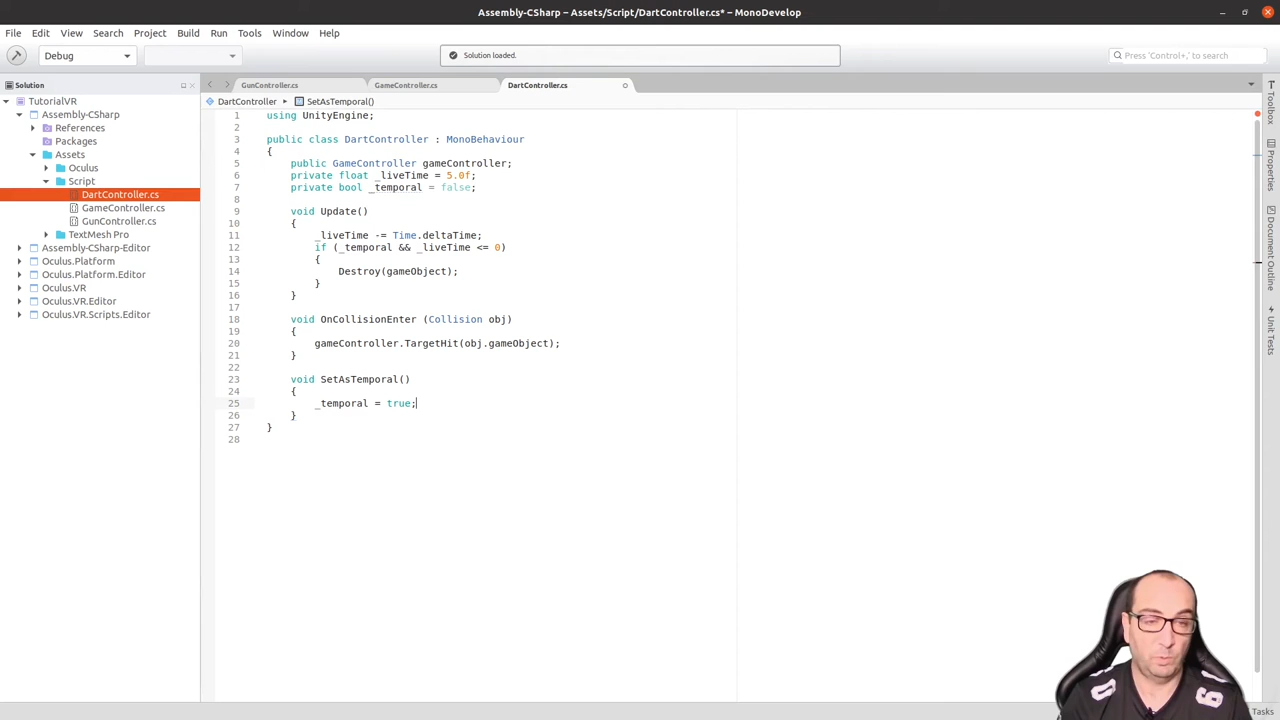 Assembly-CSharp – Assets/Script/DartController.cs* – MonoDevelop
File Edit View Search Project Build Run Tools Window Help
Debug
Solution loaded.
Press 'Control+,' to search
Solution
GunController.cs
GameController.cs
DartController.cs
DartController ▸ SetAsTemporal()
TutorialVR
Assembly-CSharp
References
Packages
Assets
Oculus
Script
DartController.cs
GameController.cs
GunController.cs
TextMesh Pro
Assembly-CSharp-Editor
Oculus.Platform
Oculus.Platform.Editor
Oculus.VR
Oculus.VR.Editor
Oculus.VR.Scripts.Editor
1 using UnityEngine;
2
3 public class DartController : MonoBehaviour
4 {
5 public GameController gameController;
6 private float _liveTime = 5.0f;
7 private bool _temporal = false;
8
9 void Update()
10 {
11 _liveTime -= Time.deltaTime;
12 if (_temporal && _liveTime <= 0)
13 {
14 Destroy(gameObject);
15 }
16 }
17
18 void OnCollisionEnter (Collision obj)
19 {
20 gameController.TargetHit(obj.gameObject);
21 }
22
23 void SetAsTemporal()
24 {
25 _temporal = true;
26 }
27 }
28
Toolbox
Properties
Document Outline
Unit Tests
Tasks